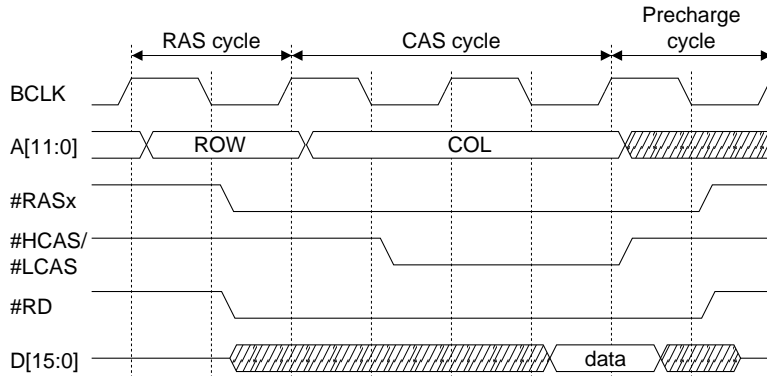 Precharge
cycle
RAS cycle
CAS cycle
BCLK
A[11:0]
ROW
COL
#RASx
#HCAS/
#LCAS
#RD
D[15:0]
data